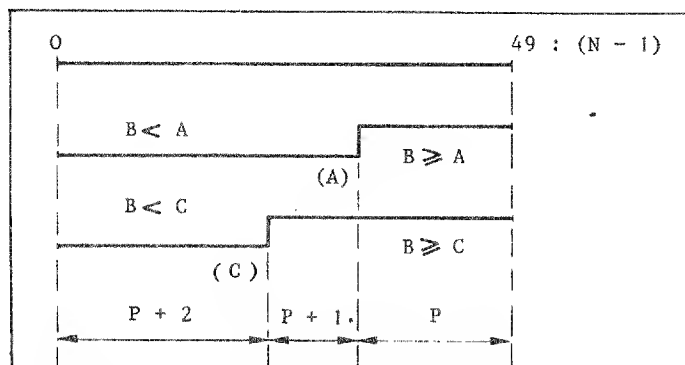 0 49 : (N - 1)
B < A
(A) B ⩾ A
B < C
(C) B ⩾ C
P + 2 P + 1. P